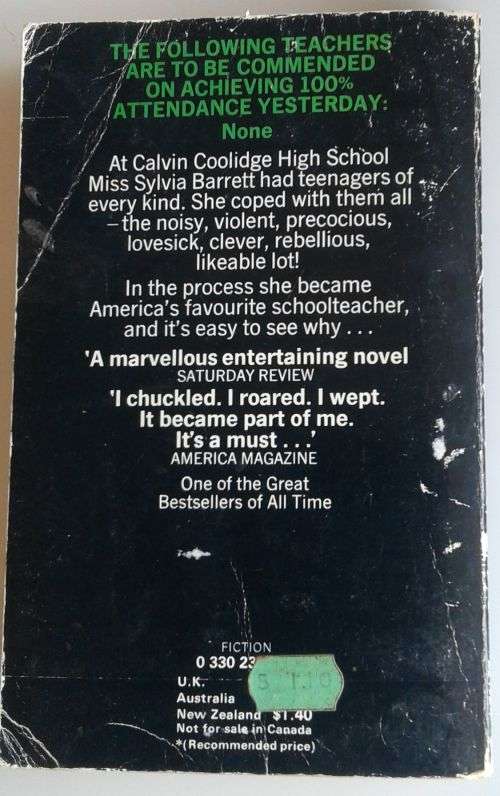 THE FOLLOWING TEACHERS
ARE TO BE COMMENDED
ON ACHIEVING 100%
ATTENDANCE YESTERDAY:
None
At Calvin Coolidge High School
Miss Sylvia Barrett had teenagers of
every kind. She coped with them all
– the noisy, violent, precocious,
lovesick, clever, rebellious,
likeable lot!
In the process she became
America's favourite schoolteacher,
and it's easy to see why . . .
'A marvellous entertaining novel
SATURDAY REVIEW
'I chuckled. I roared. I wept.
It became part of me.
It's a must . . .'
AMERICA MAGAZINE
One of the Great
Bestsellers of All Time
FICTION
0 330 23
U.K.
Australia
New Zealand $1.40
Not for sale in Canada
*(Recommended price)